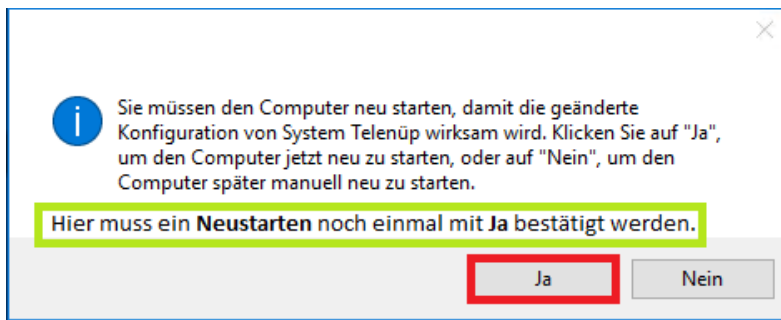 Sie müssen den Computer neu starten, damit die geänderte
Konfiguration von System Telenüp wirksam wird. Klicken Sie auf "Ja",
um den Computer jetzt neu zu starten, oder auf "Nein", um den
Computer später manuell neu zu starten.
Hier muss ein Neustarten noch einmal mit Ja bestätigt werden.
Ja
Nein